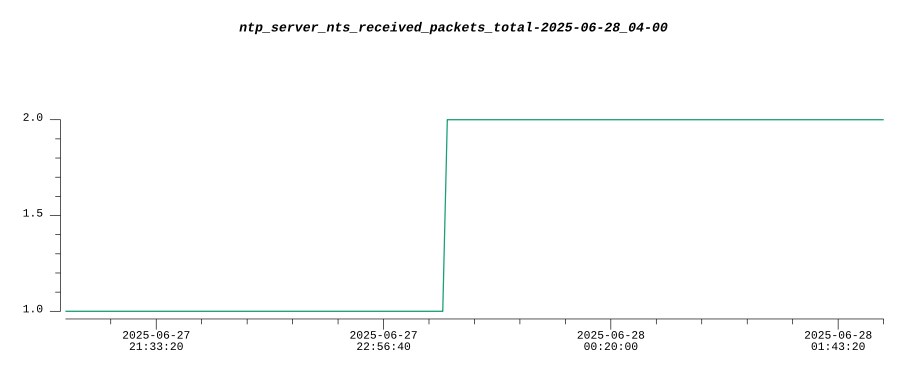 ntp_server_nts_received_packets_total-2025-06-28_04-00
2.0
1.5
1.0
2025-06-27 2025-06-27 2025-06-28 2025-06-28
21:33:20 22:56:40 00:20:00 01:43:20